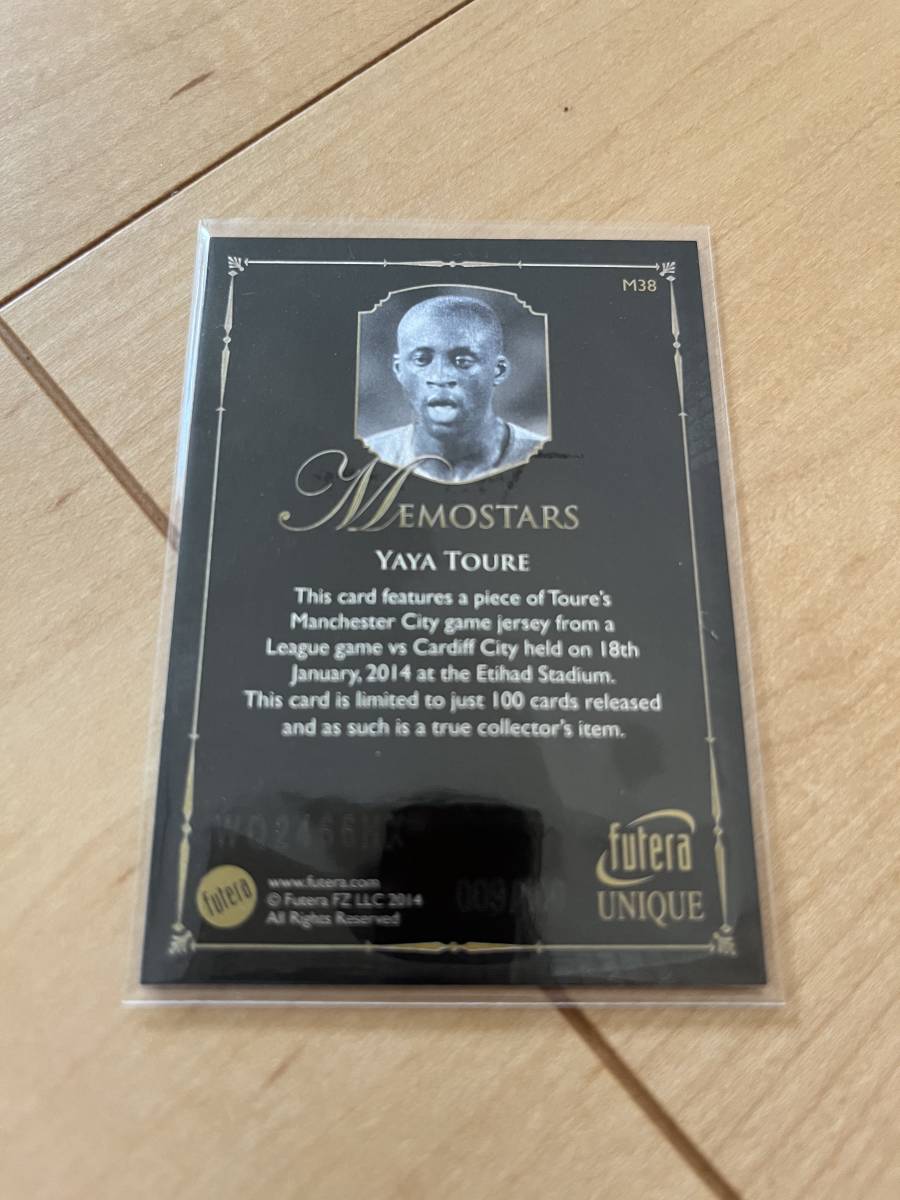 M38
MEMOSTARS
YAYA TOURE
This card features a piece of Toure's
Manchester City game jersey from a
League game vs Cardiff City held on 18th
January, 2014 at the Etihad Stadium.
This card is limited to just 100 cards released
and as such is a true collector's item.
futera
www.futera.com
© Futera FZ LLC 2014
All Rights Reserved
futera
UNIQUE